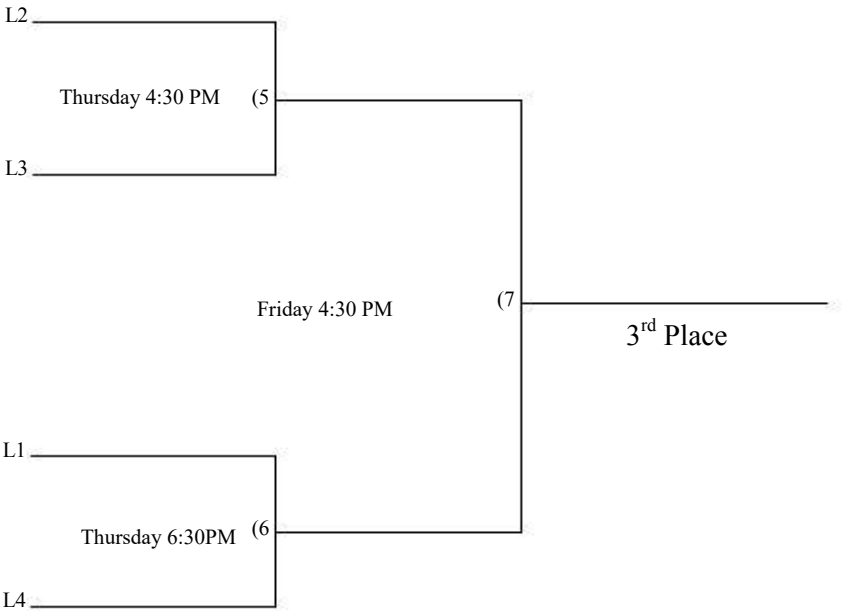 L2
Thursday 4:30 PM (5
L3
Friday 4:30 PM (7
3rd Place
L1
Thursday 6:30PM (6
L4